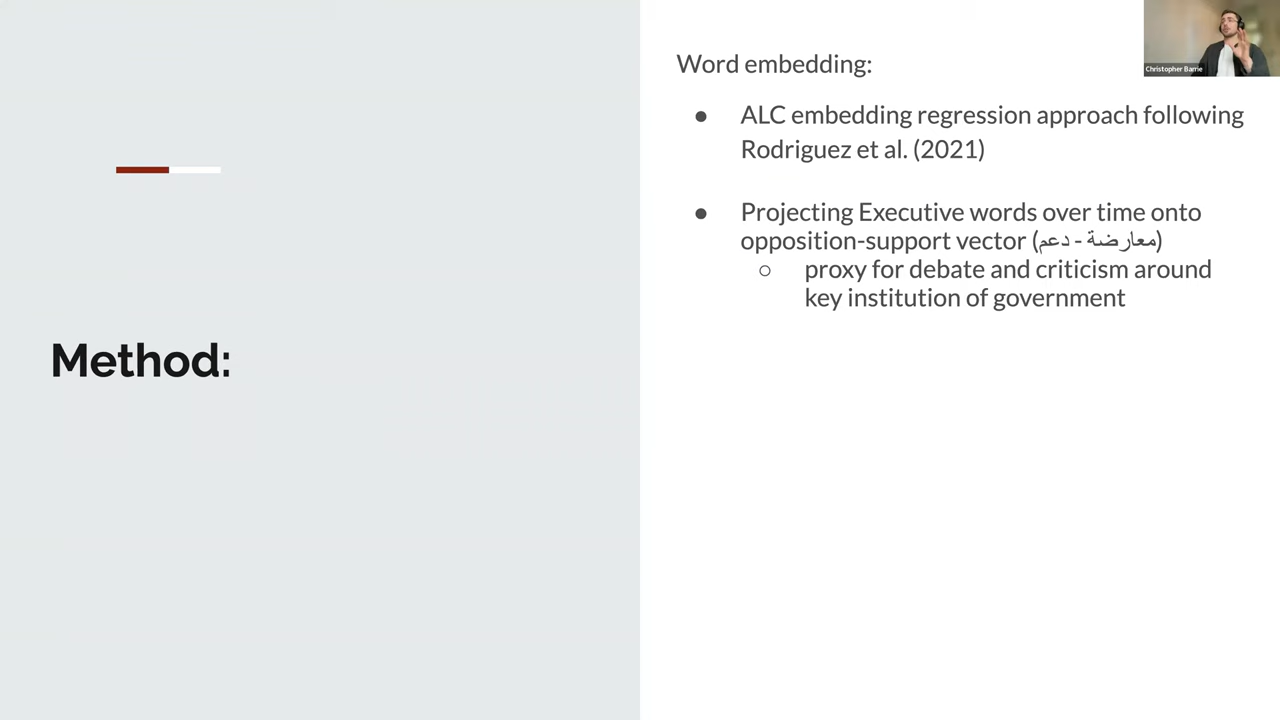 Word embedding:
Christopher Barrie
● ALC embedding regression approach following
Rodriguez et al. (2021)
● Projecting Executive words over time onto
opposition-support vector (معارضة - دعم)
○ proxy for debate and criticism around
key institution of government
Method: